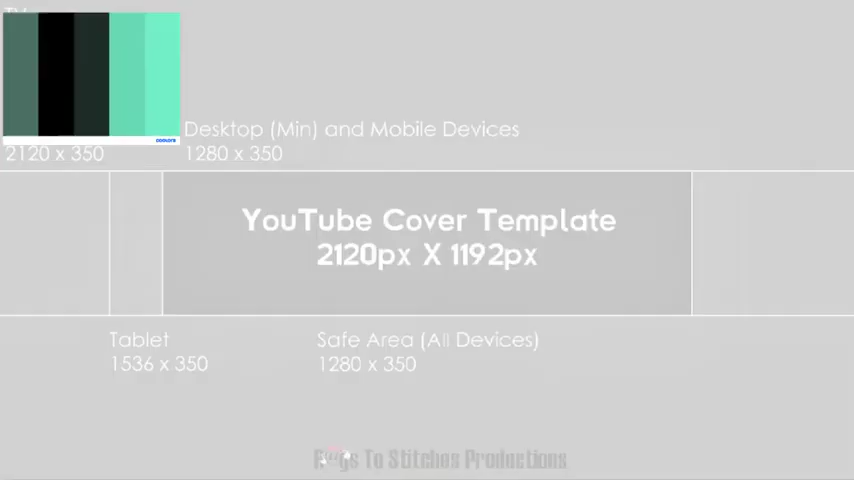 coolors
Desktop (Min) and Mobile Devices
2120 x 350
1280 x 350
YouTube Cover Template
2120px X 1192px
Tablet
Safe Area (All Devices)
1536 x 350
1280 x 350
To Stitches Productions